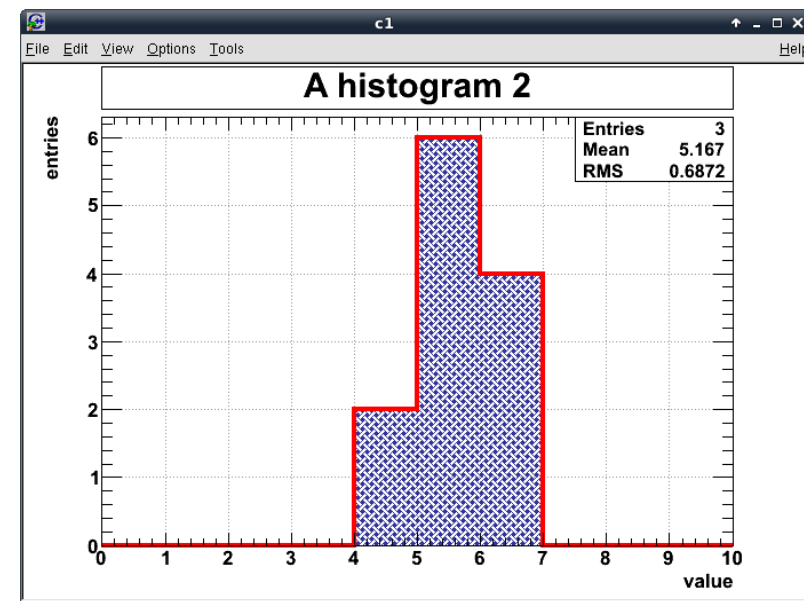 c1
File Edit View Options Tools Help
A histogram 2
entries
Entries 3
Mean 5.167
RMS 0.6872
6
5
4
3
2
1
0
0 1 2 3 4 5 6 7 8 9 10
value